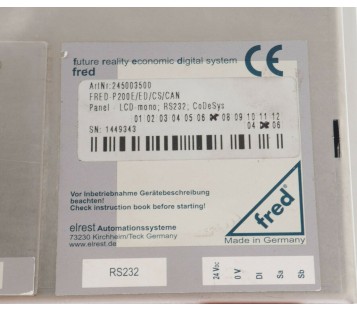 future reality economic digital system
fred
CE
ArtNr:245003500
FRED-P200E/ED/CS/CAN
Panel - LCD-mono; RS232; CoDeSys
01 02 03 04 05 06 08 09 10 11 12
04 06
SN: 1449343
Vor Inbetriebnahme Gerätebeschreibung
beachten!
Check instruction book before starting!
elrest Automationssysteme
73230 Kirchheim/Teck Germany
www.elrest.de
fred
Made in Germany
RS232
24 VDC
0 V
DI
Sa
Sb